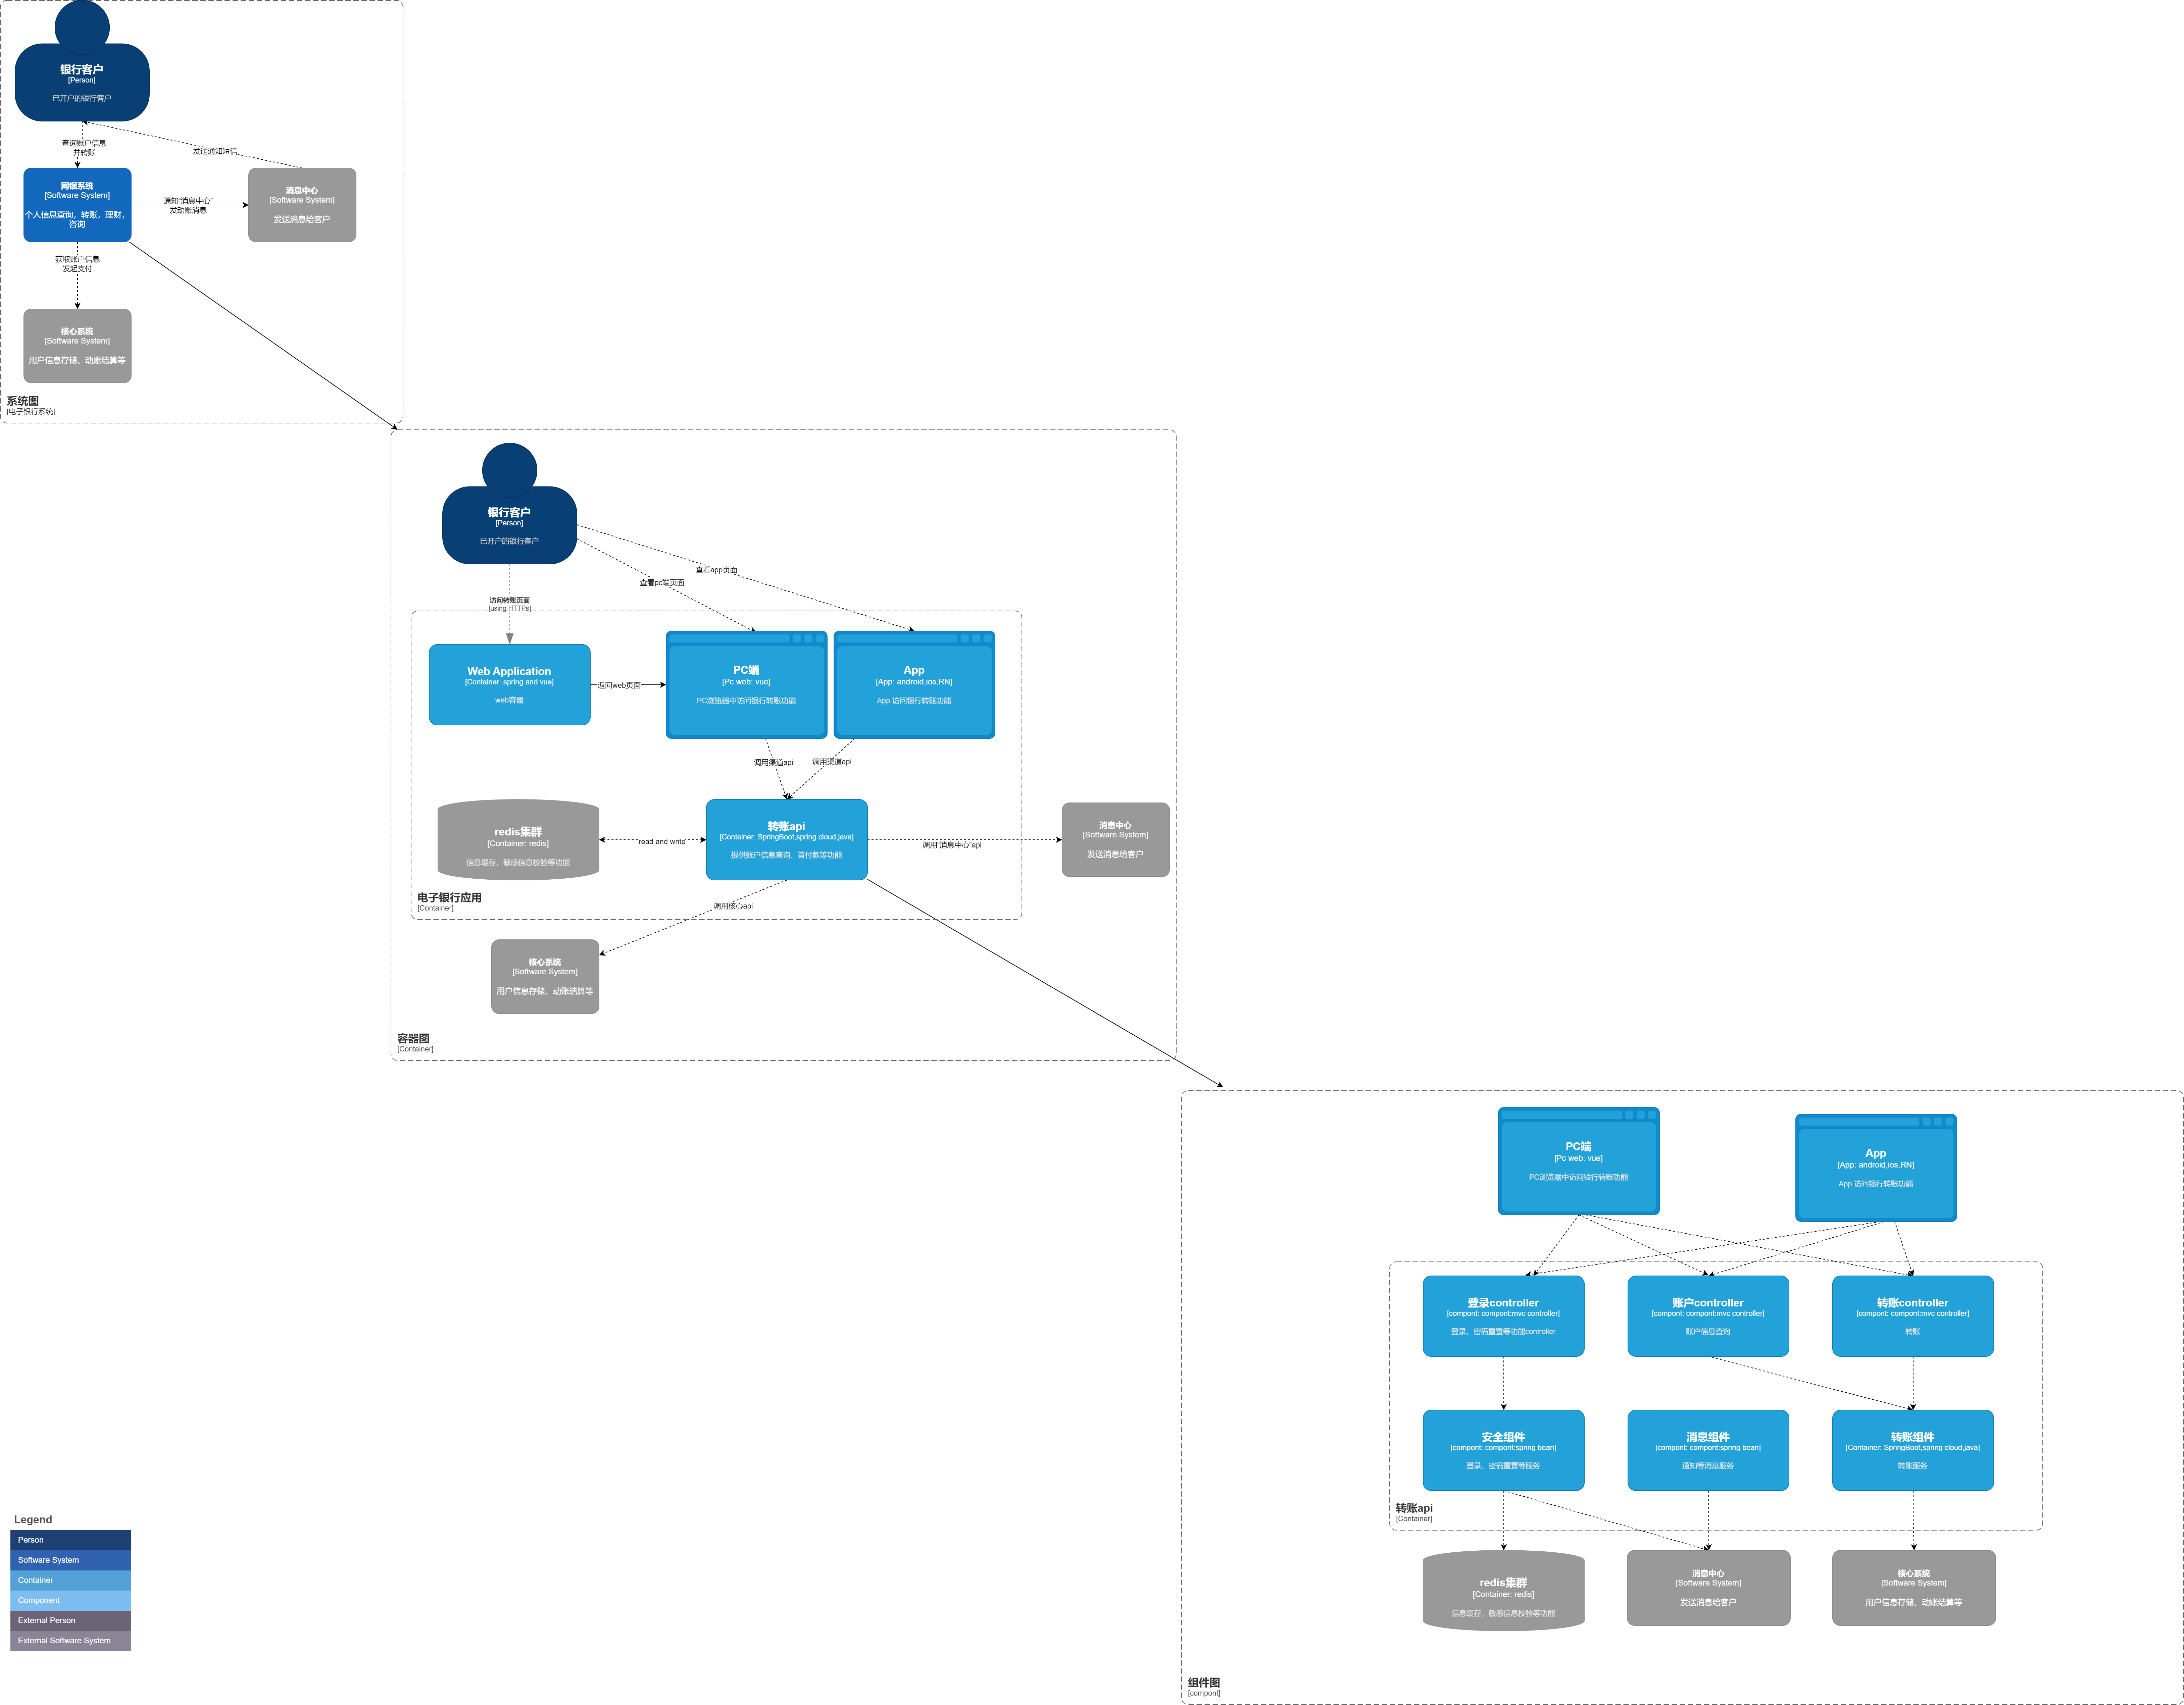 银行客户
[Person]
已开户的银行客户
查询账户信息
并转账
发送通知短信
网银系统
[Software System]
个人信息查询，转账，理财，
咨询
通知“消息中心”
发动账消息
消息中心
[Software System]
发送消息给客户
获取账户信息
发起支付
核心系统
[Software System]
用户信息存储、动账结算等
系统图
[电子银行系统]
银行客户
[Person]
已开户的银行客户
查看app页面
查看pc端页面
访问转账页面
[using HTTPs]
Web Application
[Container: spring and vue]
web容器
返回web页面
PC端
[Pc web: vue]
PC浏览器中访问银行转账功能
App
[App: android,ios,RN]
App 访问银行转账功能
调用渠道api
调用渠道api
redis集群
[Container: redis]
信息缓存，敏感信息校验等功能
read and write
转账api
[Container: SpringBoot,spring cloud,java]
提供账户信息查询、首付款等功能
调用“消息中心”api
消息中心
[Software System]
发送消息给客户
电子银行应用
[Container]
调用核心api
核心系统
[Software System]
用户信息存储、动账结算等
容器图
[Container]
PC端
[Pc web: vue]
PC浏览器中访问银行转账功能
App
[App: android,ios,RN]
App 访问银行转账功能
登录controller
[compont: compont:mvc controller]
登录、密码重置等功能controller
账户controller
[compont: compont:mvc controller]
账户信息查询
转账controller
[compont: compont:mvc controller]
转账
安全组件
[compont: compont:spring bean]
登录、密码重置等服务
消息组件
[compont: compont:spring bean]
通知等消息服务
转账组件
[Container: SpringBoot,spring cloud,java]
转账服务
转账api
[Container]
redis集群
[Container: redis]
信息缓存，敏感信息校验等功能
消息中心
[Software System]
发送消息给客户
核心系统
[Software System]
用户信息存储、动账结算等
组件图
[compont]
Legend
Person
Software System
Container
Component
External Person
External Software System